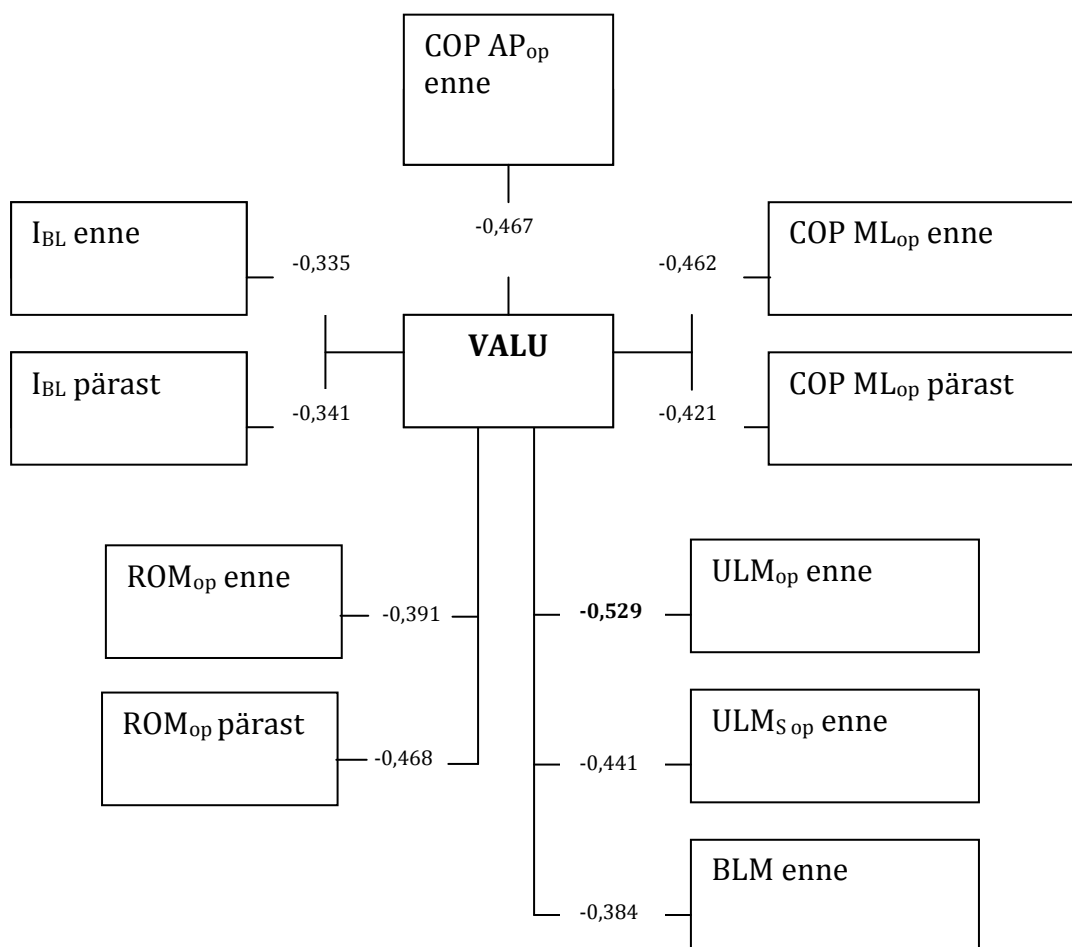 COP APop
enne
-0,467
IBL enne
-0,335
COP MLop enne
-0,462
VALU
IBL pärast
-0,341
COP MLop pärast
-0,421
ROMop enne
-0,391
ULMop enne
-0,529
ROMop pärast
-0,468
ULMS op enne
-0,441
BLM enne
-0,384